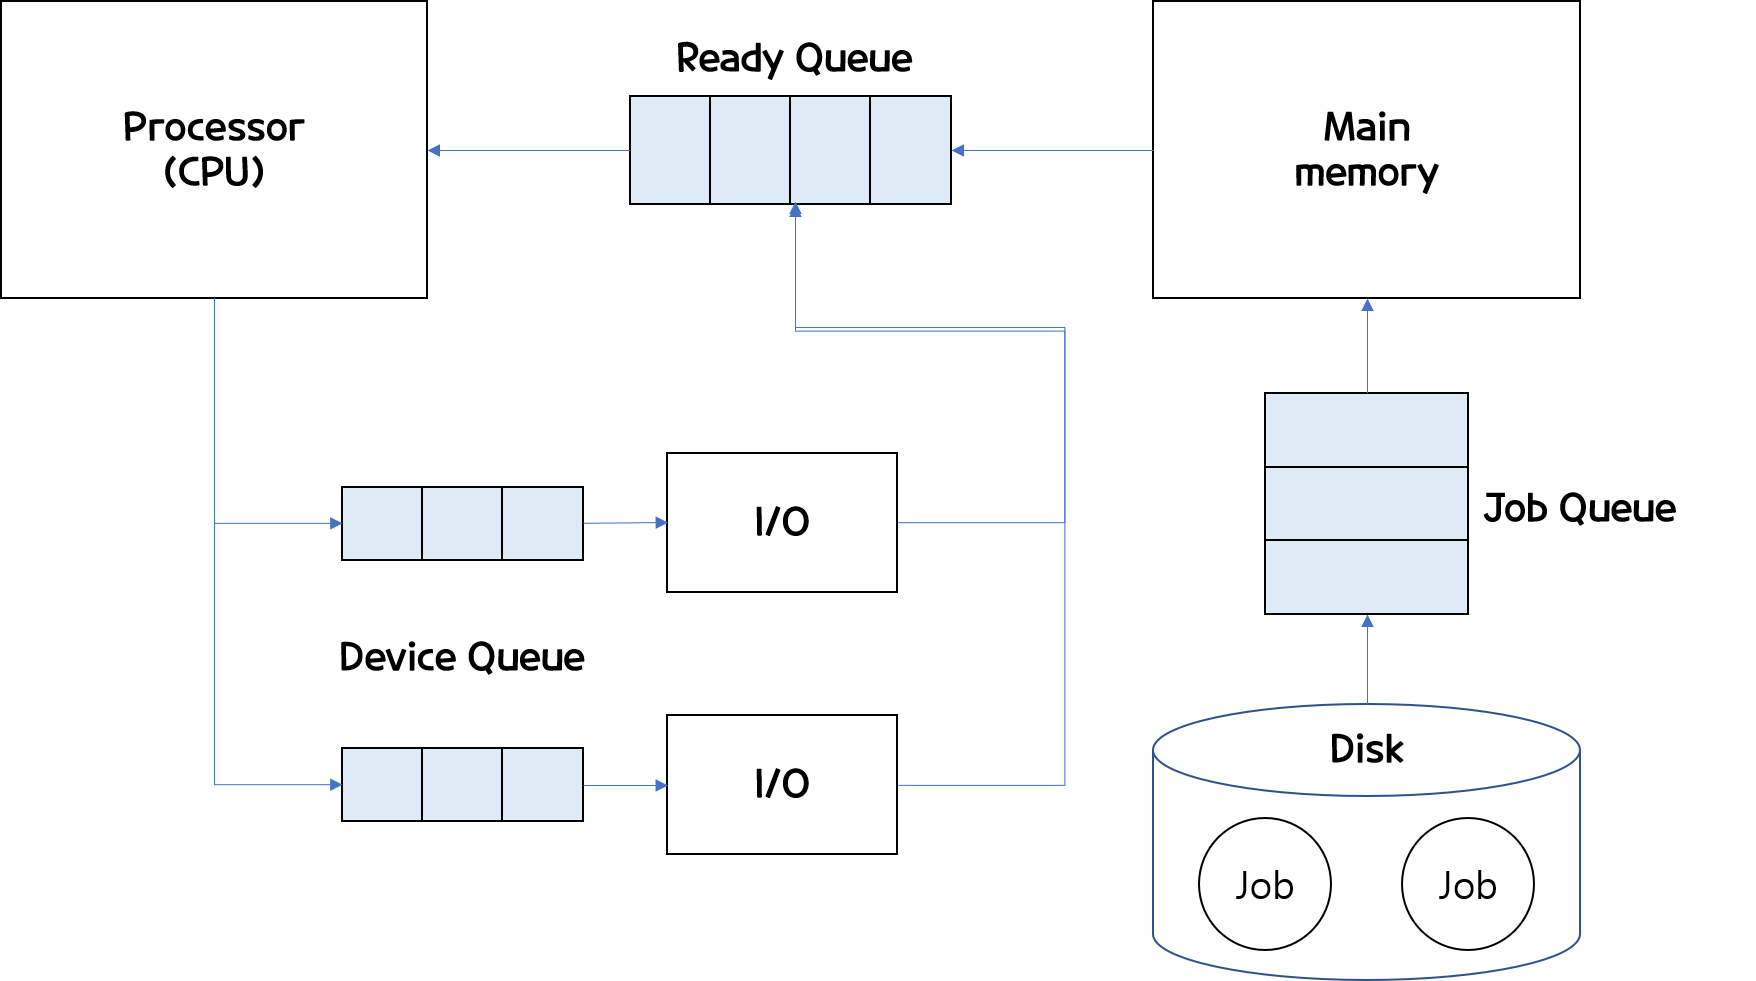 Ready Queue
Processor
(CPU)
Main
memory
I/O
Job Queue
Device Queue
I/O
Disk
Job
Job